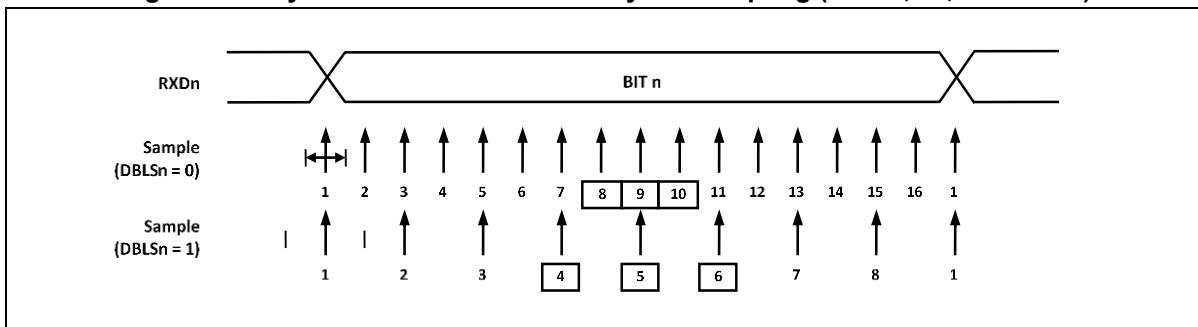 RXDn
BIT n
Sample
(DBLSn = 0)
1 2 3 4 5 6 7 8 9 10 11 12 13 14 15 16 1
Sample
(DBLSn = 1)
1 2 3 4 5 6 7 8 1